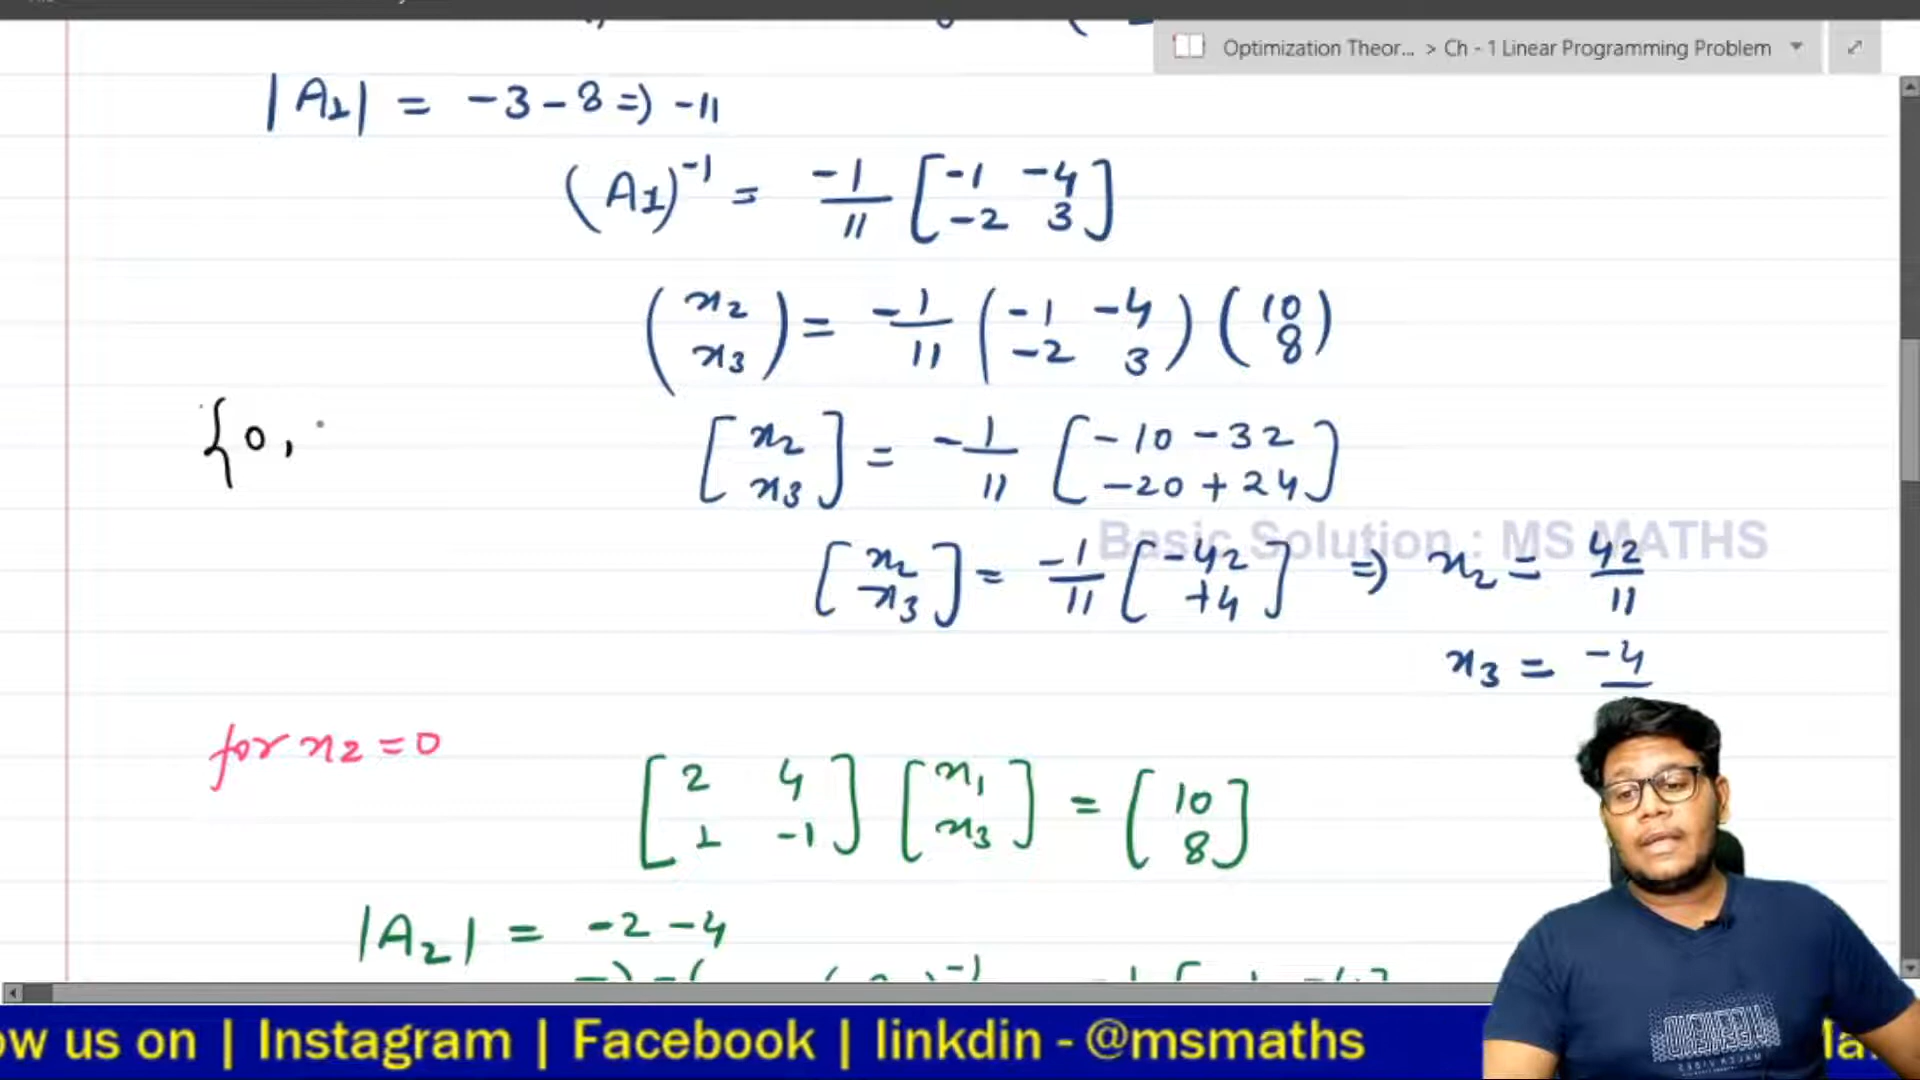 Optimization Theor... > Ch - 1 Linear Programming Problem
|A1| = -3-8 => -11
(A1)^-1 = -1/11 [-1 -4; -2 3]
(x2; x3) = -1/11 (-1 -4; -2 3) (10; 8)
{0,
[x2; x3] = -1/11 [-10-32; -20+24]
Basic Solution : MS MATHS
[x2; x3] = -1/11 [-42; +4] => x2 = 42/11
x3 = -4
for x2=0
[2 4; 1 -1] [x1; x3] = [10; 8]
|A2| = -2-4
ow us on | Instagram | Facebook | linkdin - @msmaths